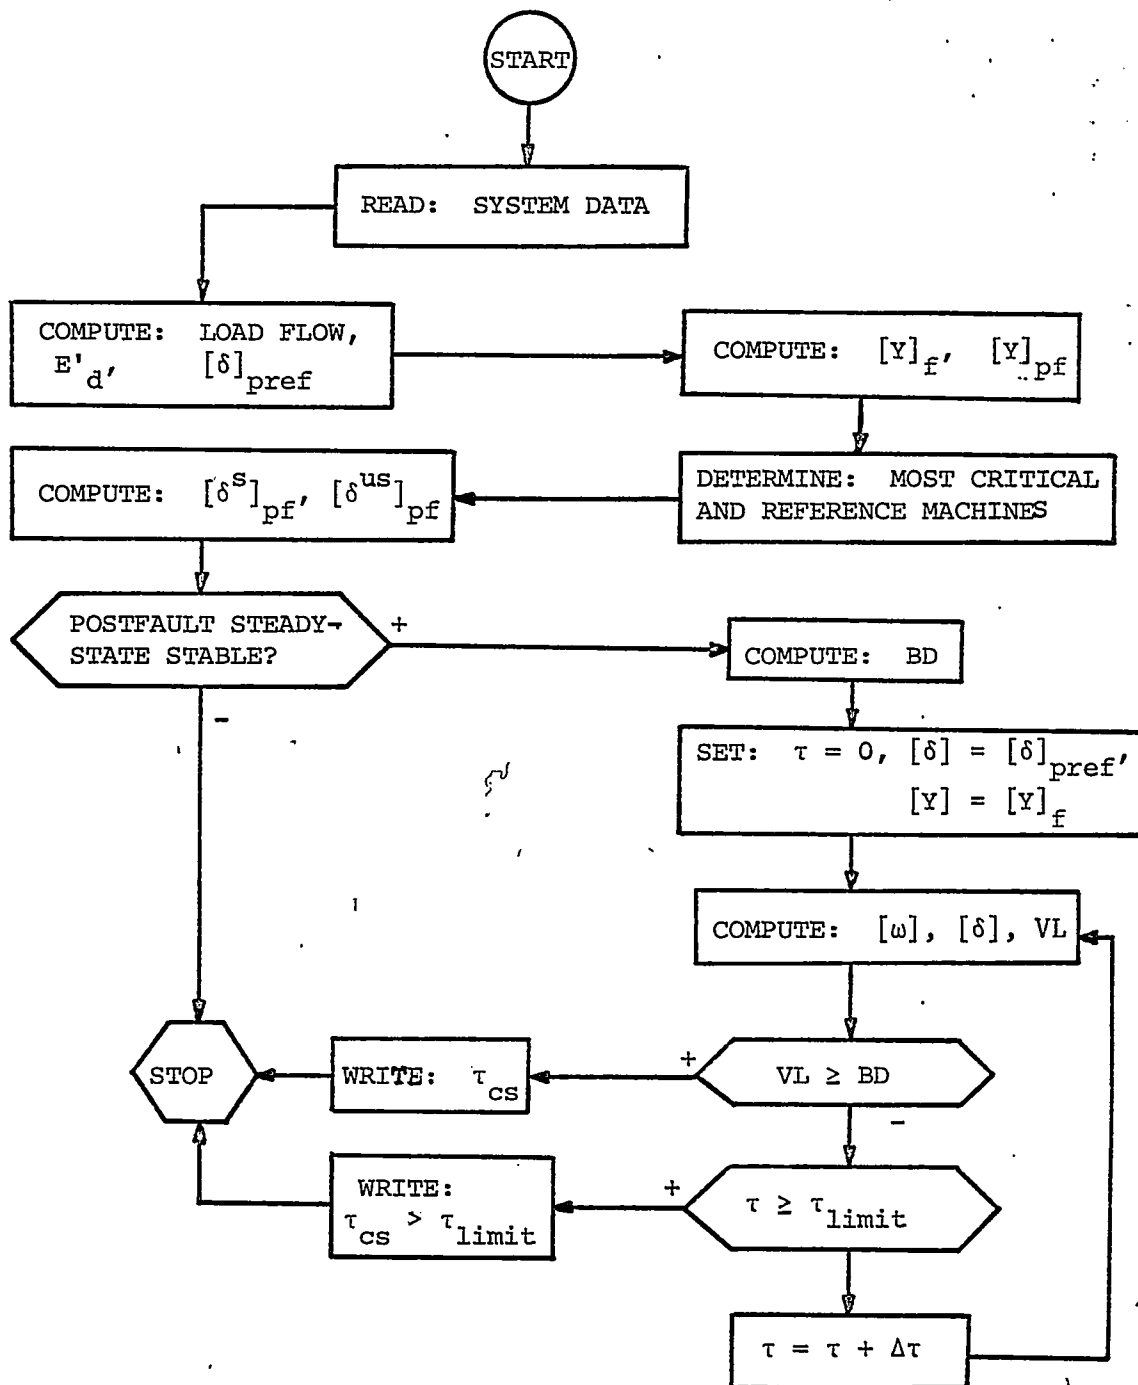 START
READ: SYSTEM DATA
COMPUTE: LOAD FLOW,
E'd, [δ]pref
COMPUTE: [Y]f, [Y]pf
DETERMINE: MOST CRITICAL
AND REFERENCE MACHINES
COMPUTE: [δs]pf, [δus]pf
POSTFAULT STEADY-
STATE STABLE?
+
-
COMPUTE: BD
SET: τ = 0, [δ] = [δ]pref,
[Y] = [Y]f
COMPUTE: [ω], [δ], VL
VL ≥ BD
+
-
WRITE: τcs
STOP
τ ≥ τlimit
+
WRITE:
τcs > τlimit
τ = τ + Δτ